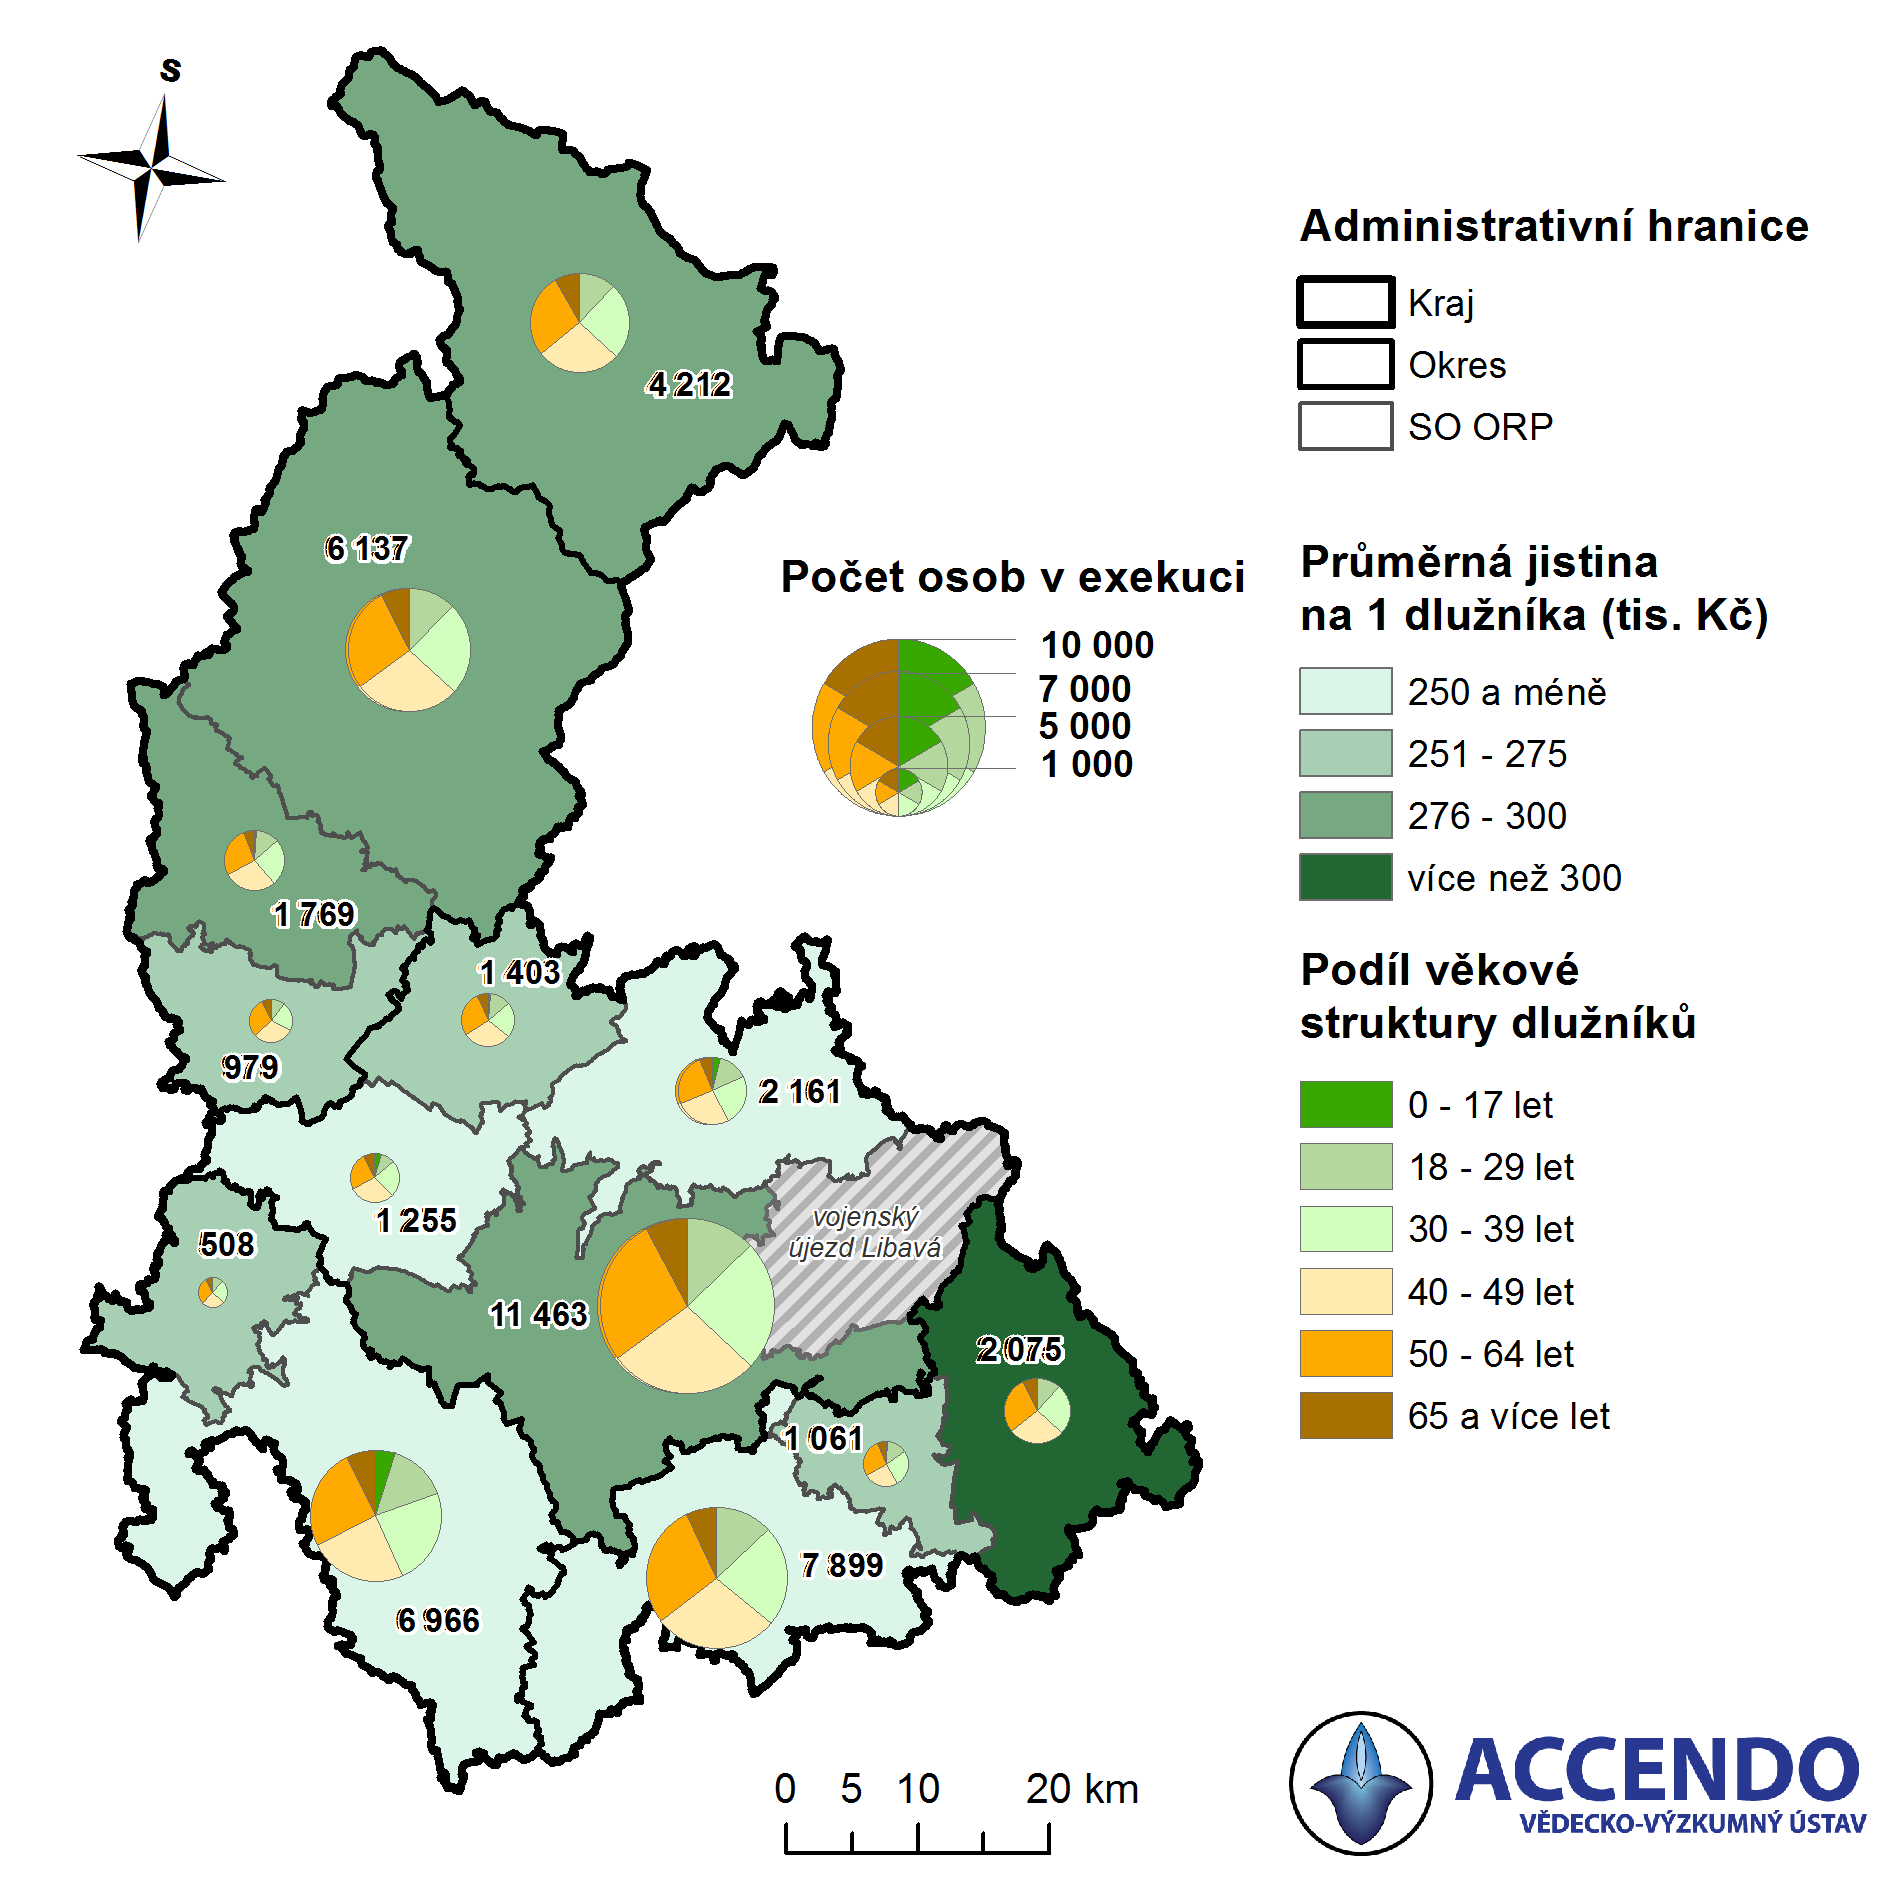 S
4 212
6 137
1 769
1 403
979
2 161
1 255
vojenský
újezd Libavá
508
11 463
2 075
1 061
7 899
6 966
Počet osob v exekuci
10 000
7 000
5 000
1 000
Administrativní hranice
Kraj
Okres
SO ORP
Průměrná jistina
na 1 dlužníka (tis. Kč)
250 a méně
251 - 275
276 - 300
více než 300
Podíl věkové
struktury dlužníků
0 - 17 let
18 - 29 let
30 - 39 let
40 - 49 let
50 - 64 let
65 a více let
0 5 10 20 km
ACCENDO
VĚDECKO-VÝZKUMNÝ ÚSTAV